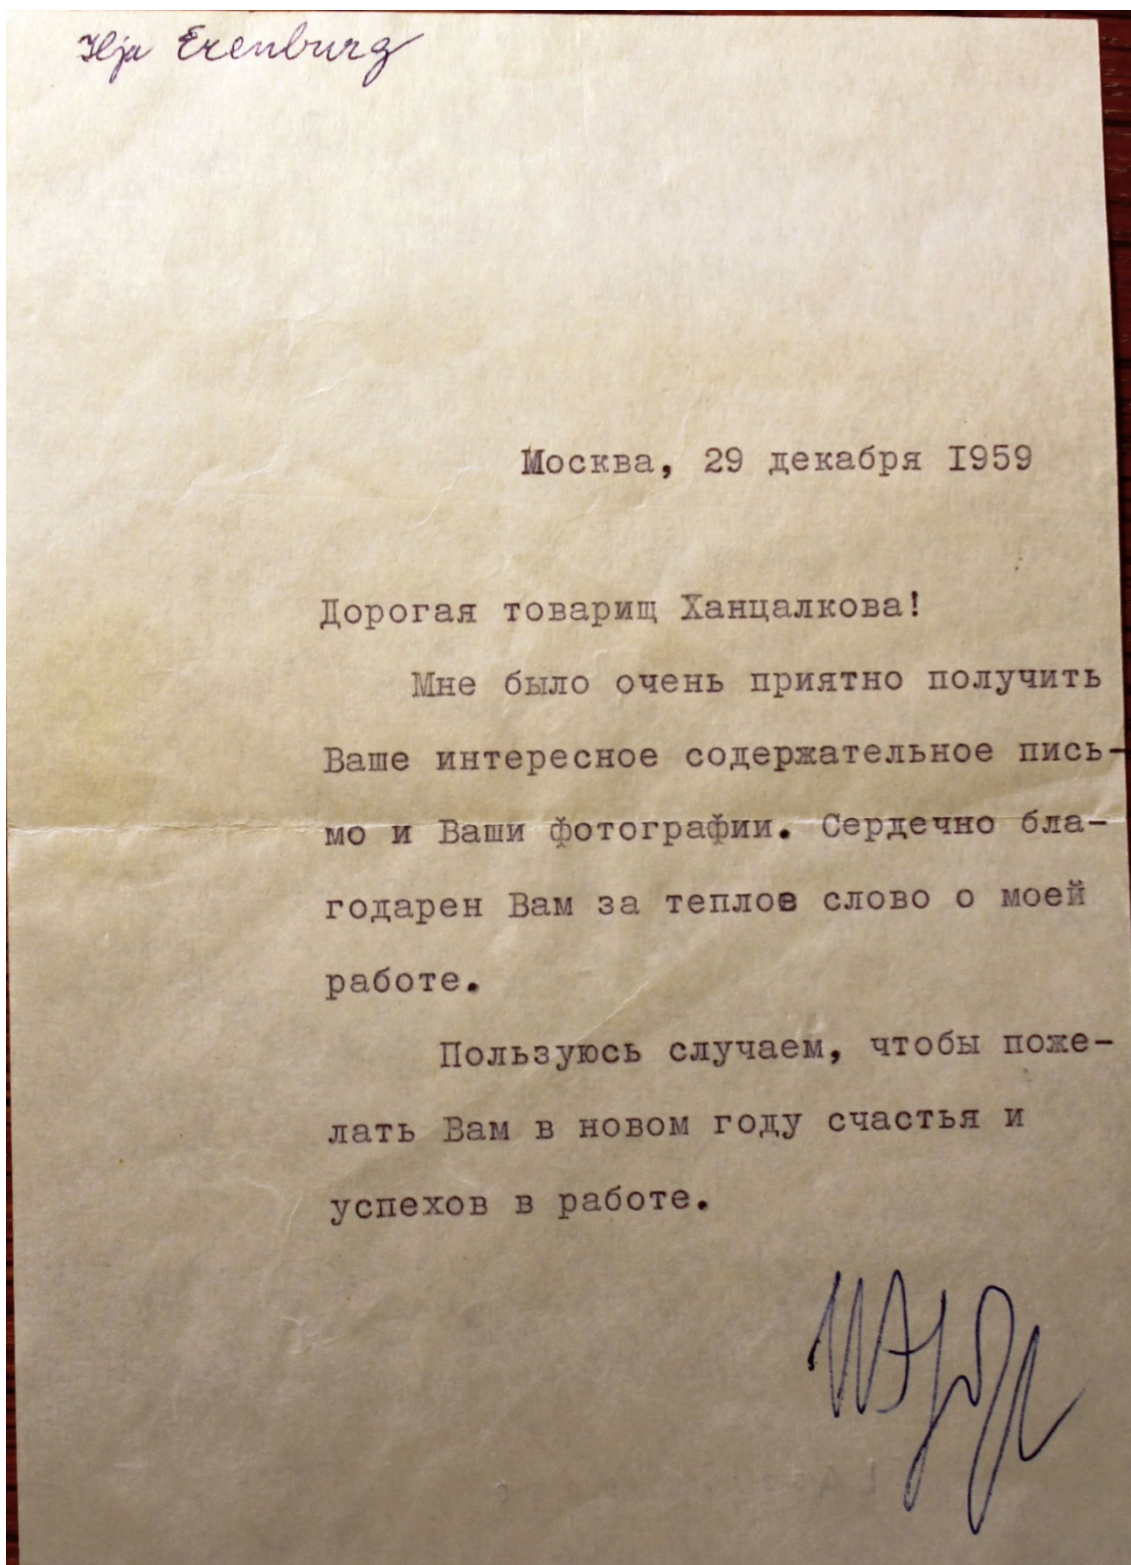 Ilja Erenburg
Москва, 29 декабря I959
Дорогая товарищ Ханцалкова!
Мне было очень приятно получить
Ваше интересное содержательное пись-
мо и Ваши фотографии. Сердечно бла-
годарен Вам за теплое слово о моей
работе.
Пользуюсь случаем, чтобы поже-
лать Вам в новом году счастья и
успехов в работе.